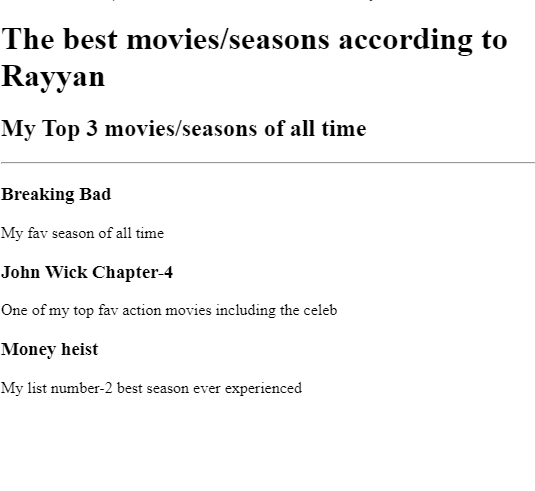 The best movies/seasons according to
Rayyan
My Top 3 movies/seasons of all time
Breaking Bad
My fav season of all time
John Wick Chapter-4
One of my top fav action movies including the celeb
Money heist
My list number-2 best season ever experienced